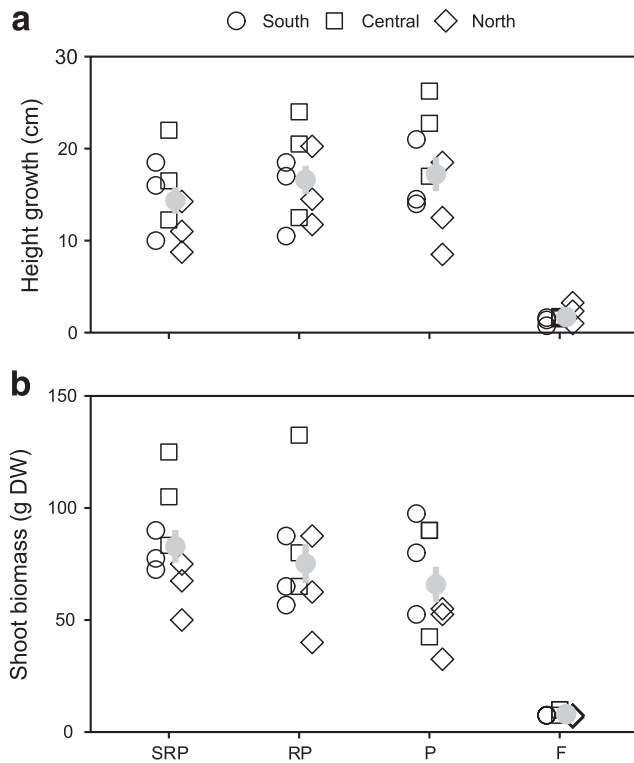 a
South Central North
30
20
10
0
Height growth (cm)
b
150
100
50
0
Shoot biomass (g DW)
SRP RP P F